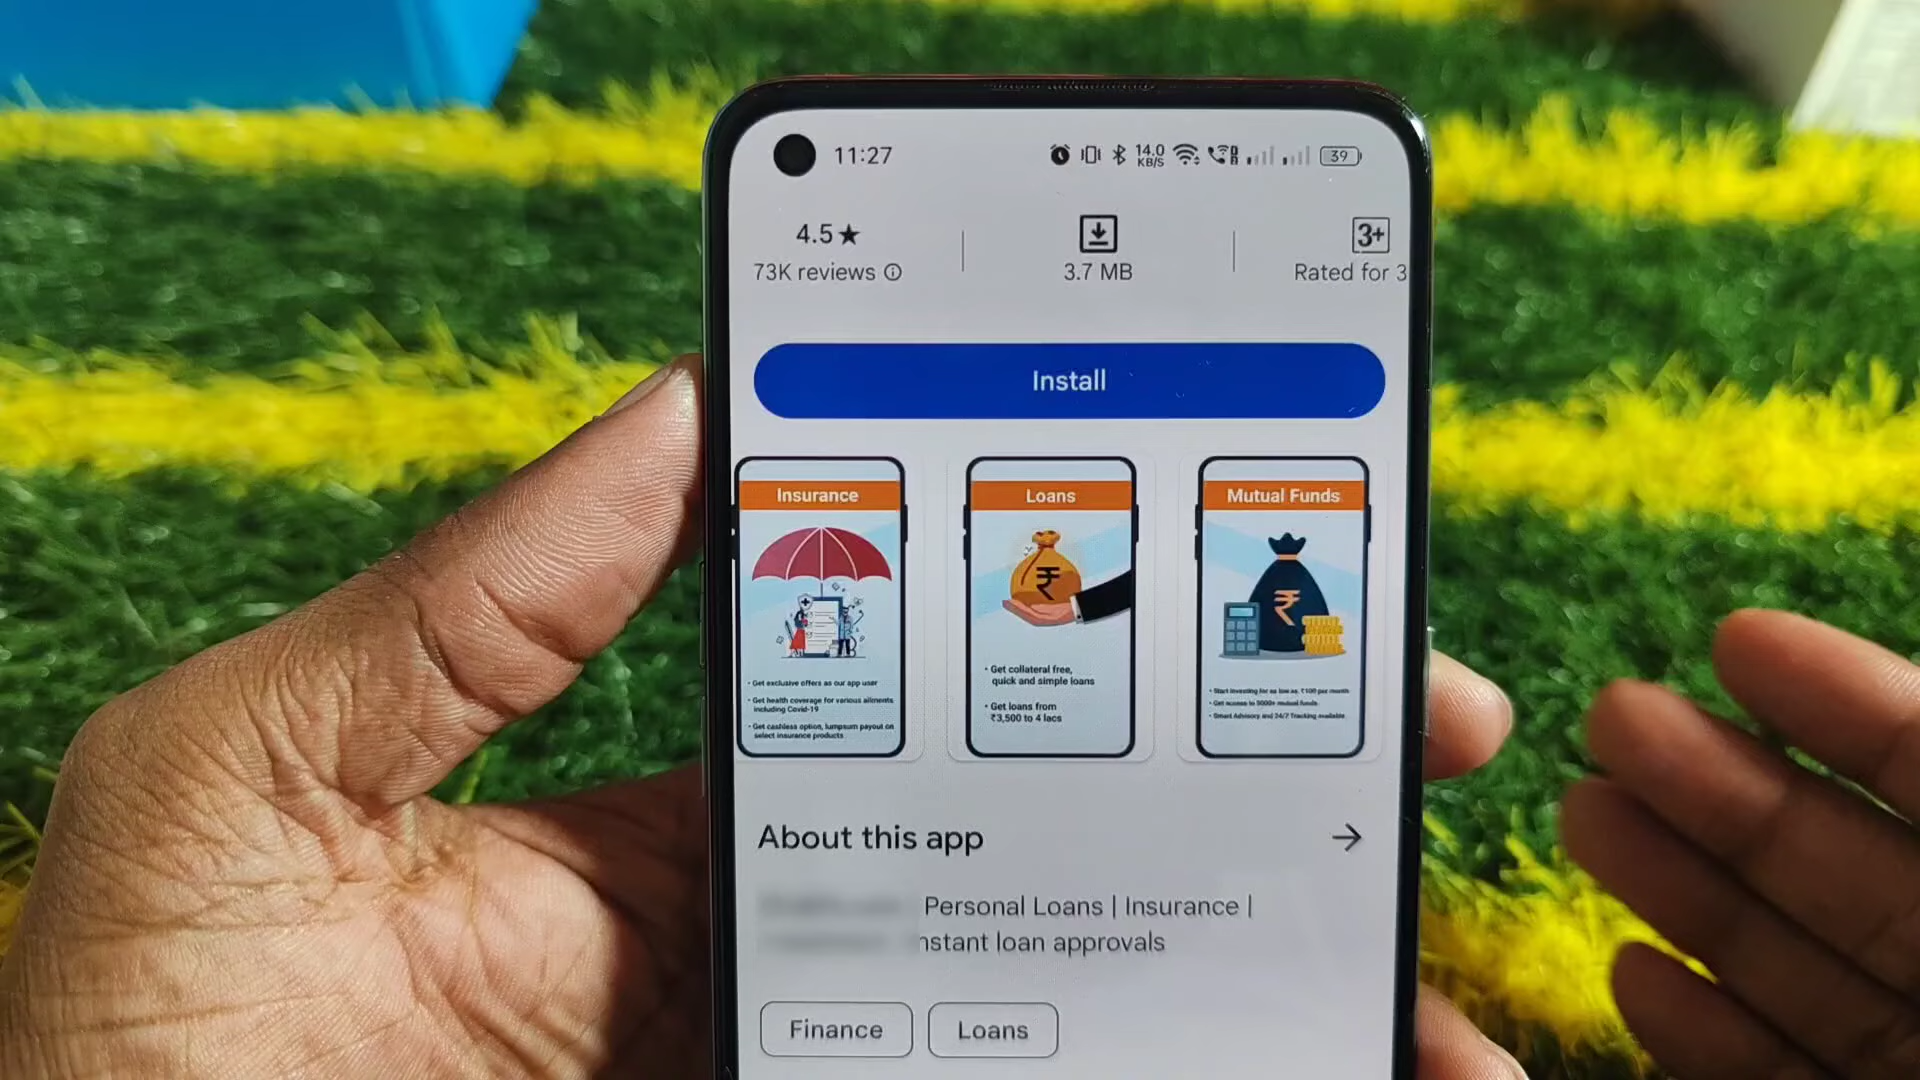 11:27
14.0
KB/S
39
4.5★
73K reviews
3.7 MB
3+
Rated for 3
Install
Insurance
• Get exclusive offers as our app user
• Get health coverage for various ailments
including Covid-19
• Get cashless option, lumpsum payout on
select insurance products
Loans
₹
• Get collateral free,
quick and simple loans
• Get loans from
₹3,500 to 4 lacs
Mutual Funds
₹
• Start investing for as low as ₹100 per month
• Get access to 5000+ mutual funds
• Smart Advisory and 24/7 Tracking available
About this app
Personal Loans | Insurance |
nstant loan approvals
Finance
Loans